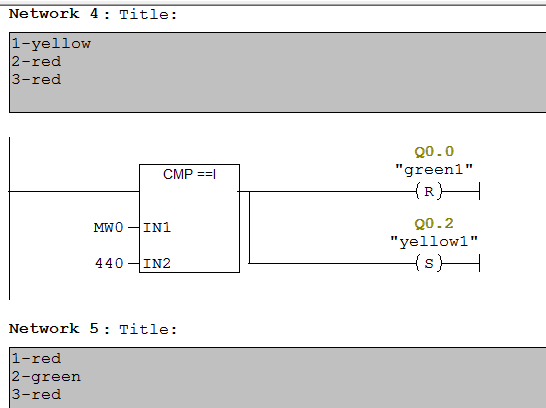 Network 4: Title:
1-yellow
2-red
3-red
CMP ==I
Q0.0
"green1"
(R)
MW0 IN1
Q0.2
"yellow1"
440 IN2
(S)
Network 5: Title:
1-red
2-green
3-red